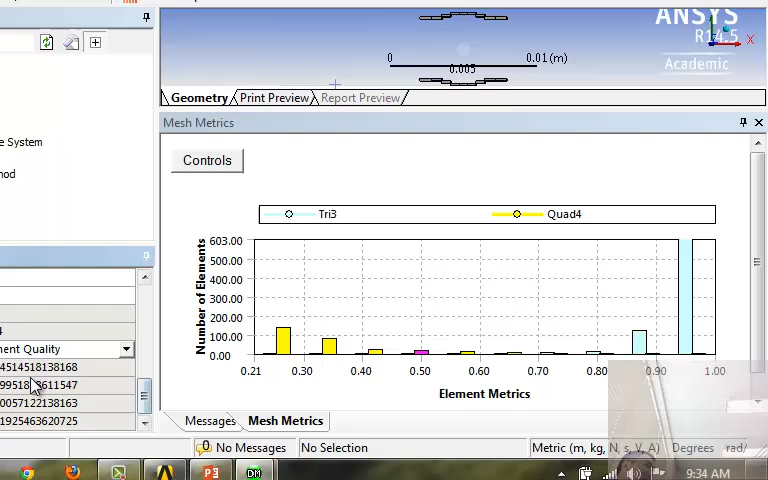 ANSYS
R14.5
Academic
X
0
0.01 (m)
0.005
Geometry
Print Preview
Report Preview
e System
Mesh Metrics
nod
Controls
Tri3
Quad4
Number of Elements
603.00
500.00
400.00
300.00
200.00
100.00
0.00
0.21
0.30
0.40
0.50
0.60
0.70
0.80
0.90
1.00
Element Metrics
4
nent Quality
4514518138168
0057122138163
1925463620725
Messages
Mesh Metrics
0 No Messages
No Selection
Metric (m, kg, N, s, V, A)
Degrees
rad/
DM
9:34 AM